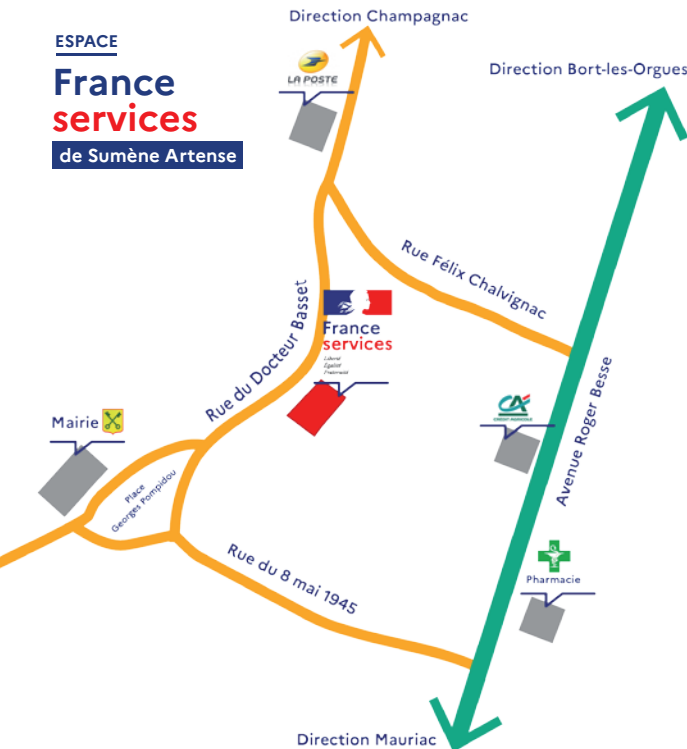 Direction Champagnac
ESPACE
France
services
de Sumène Artense
LA POSTE
Direction Bort-les-Orgues
Rue Félix Chalvignac
Rue du Docteur Basset
France
services
Liberté
Égalité
Fraternité
Mairie
Place
Georges Pompidou
CRÉDIT AGRICOLE
Avenue Roger Besse
Rue du 8 mai 1945
Pharmacie
Direction Mauriac